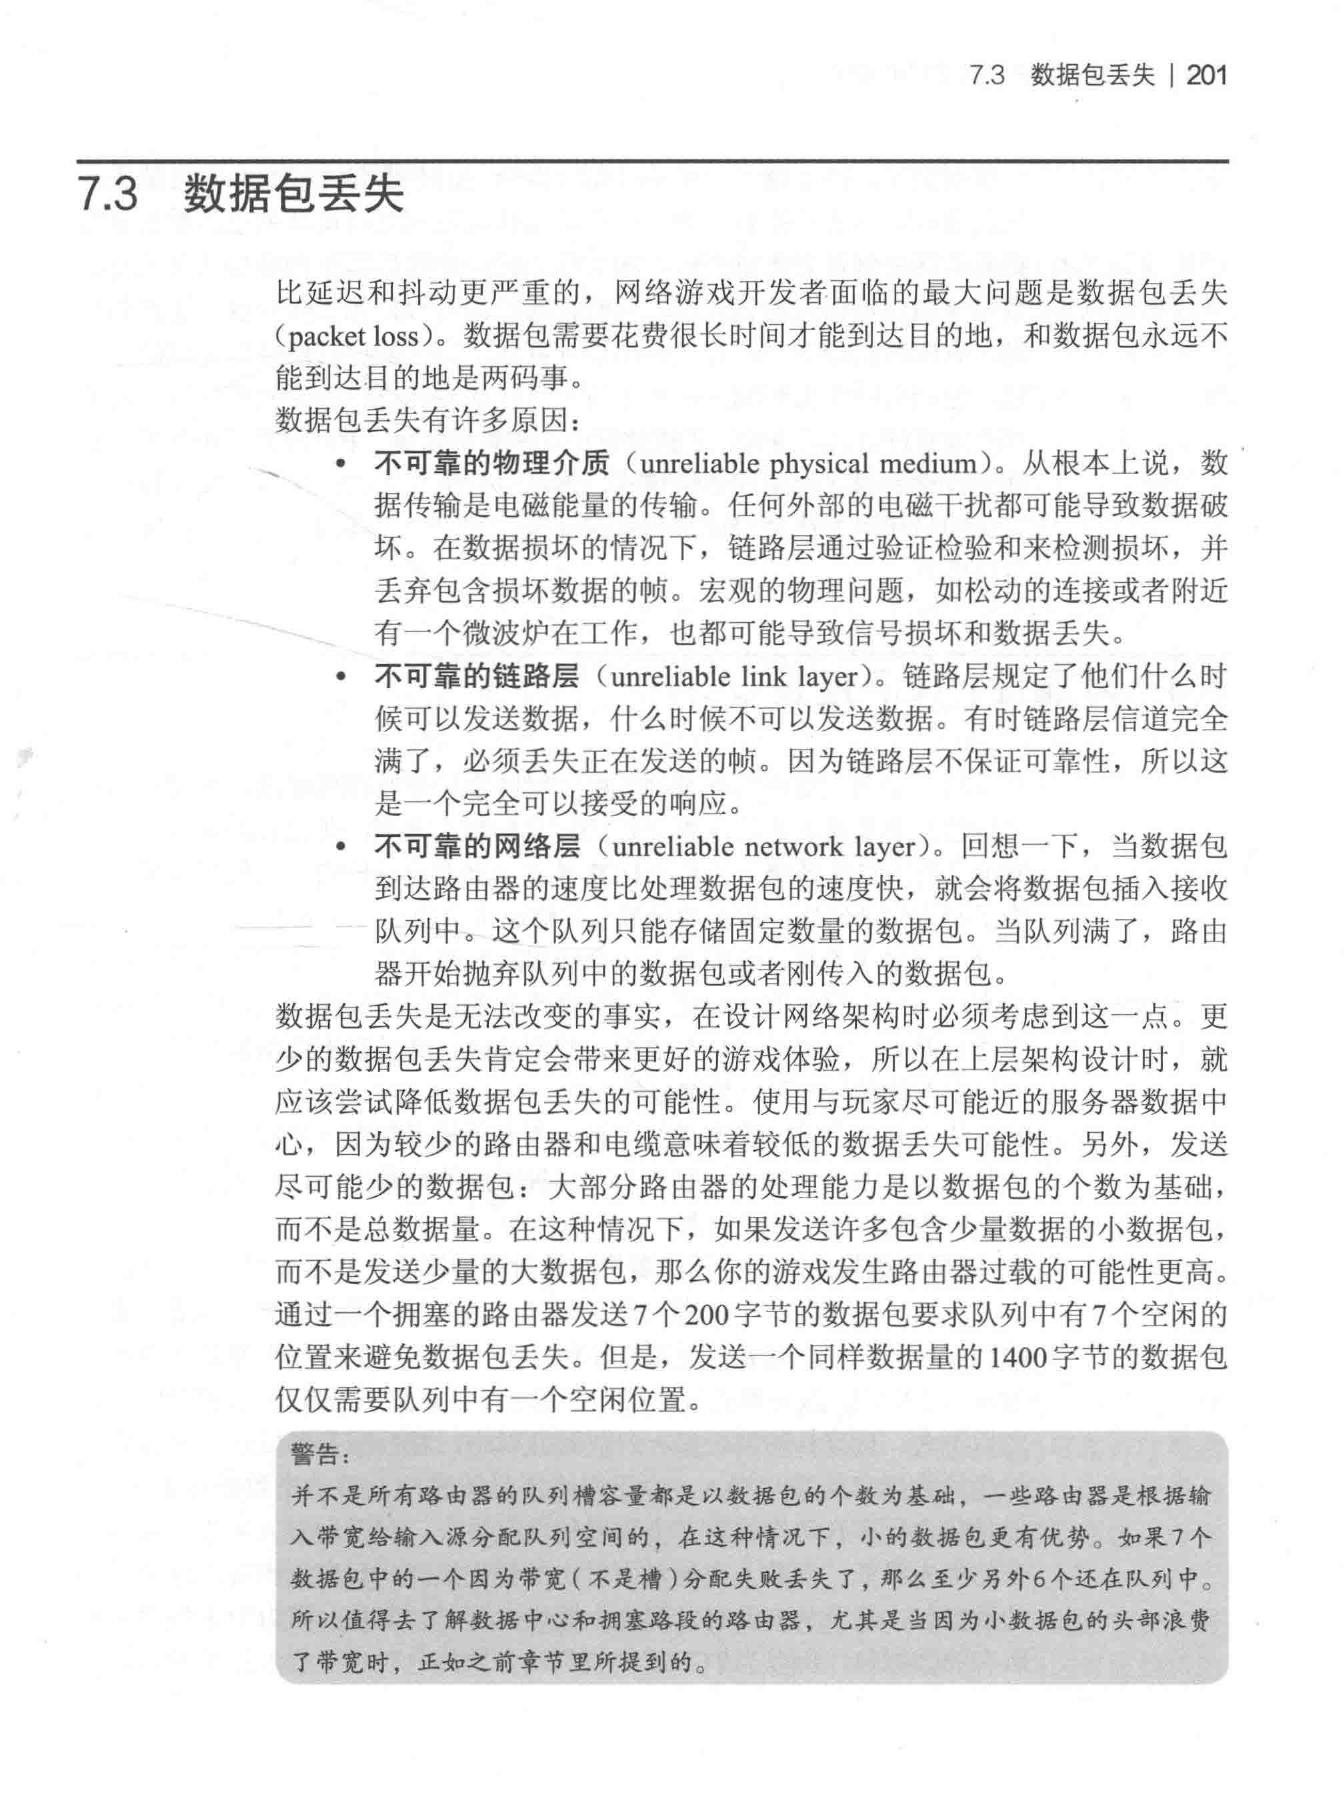 7.3 数据包丢失 | 201
7.3 数据包丢失
比延迟和抖动更严重的，网络游戏开发者面临的最大问题是数据包丢失
（packet loss）。数据包需要花费很长时间才能到达目的地，和数据包永远不
能到达目的地是两码事。
数据包丢失有许多原因：
• 不可靠的物理介质（unreliable physical medium）。从根本上说，数
据传输是电磁能量的传输。任何外部的电磁干扰都可能导致数据破
坏。在数据损坏的情况下，链路层通过验证检验和来检测损坏，并
丢弃包含损坏数据的帧。宏观的物理问题，如松动的连接或者附近
有一个微波炉在工作，也都可能导致信号损坏和数据丢失。
• 不可靠的链路层（unreliable link layer）。链路层规定了他们什么时
候可以发送数据，什么时候不可以发送数据。有时链路层信道完全
满了，必须丢失正在发送的帧。因为链路层不保证可靠性，所以这
是一个完全可以接受的响应。
• 不可靠的网络层（unreliable network layer）。回想一下，当数据包
到达路由器的速度比处理数据包的速度快，就会将数据包插入接收
队列中。这个队列只能存储固定数量的数据包。当队列满了，路由
器开始抛弃队列中的数据包或者刚传入的数据包。
数据包丢失是无法改变的事实，在设计网络架构时必须考虑到这一点。更
少的数据包丢失肯定会带来更好的游戏体验，所以在上层架构设计时，就
应该尝试降低数据包丢失的可能性。使用与玩家尽可能近的服务器数据中
心，因为较少的路由器和电缆意味着较低的数据丢失可能性。另外，发送
尽可能少的数据包：大部分路由器的处理能力是以数据包的个数为基础，
而不是总数据量。在这种情况下，如果发送许多包含少量数据的小数据包，
而不是发送少量的大数据包，那么你的游戏发生路由器过载的可能性更高。
通过一个拥塞的路由器发送7个200字节的数据包要求队列中有7个空闲的
位置来避免数据包丢失。但是，发送一个同样数据量的1400字节的数据包
仅仅需要队列中有一个空闲位置。
警告：
并不是所有路由器的队列槽容量都是以数据包的个数为基础，一些路由器是根据输
入带宽给输入源分配队列空间的，在这种情况下，小的数据包更有优势。如果7个
数据包中的一个因为带宽（不是槽）分配失败丢失了，那么至少另外6个还在队列中。
所以值得去了解数据中心和拥塞路段的路由器，尤其是当因为小数据包的头部浪费
了带宽时，正如之前章节里所提到的。